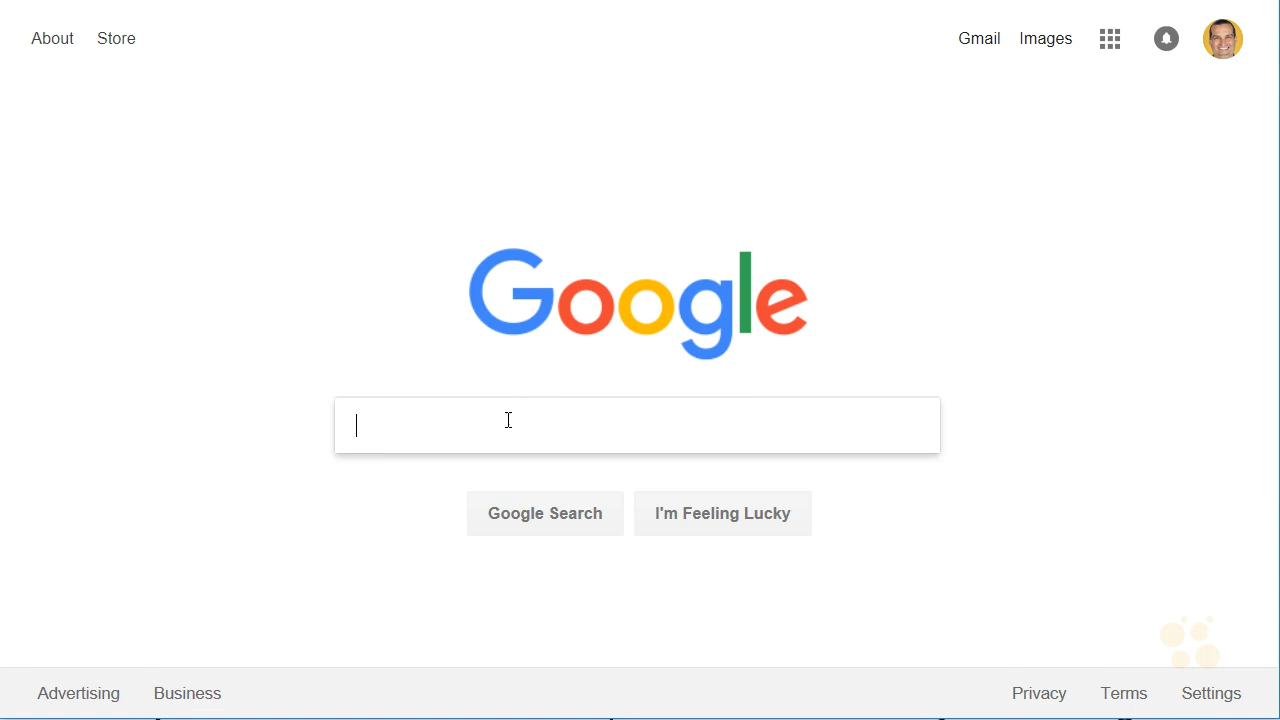 About Store Gmail Images
Google
Google Search I'm Feeling Lucky
Advertising Business Privacy Terms Settings